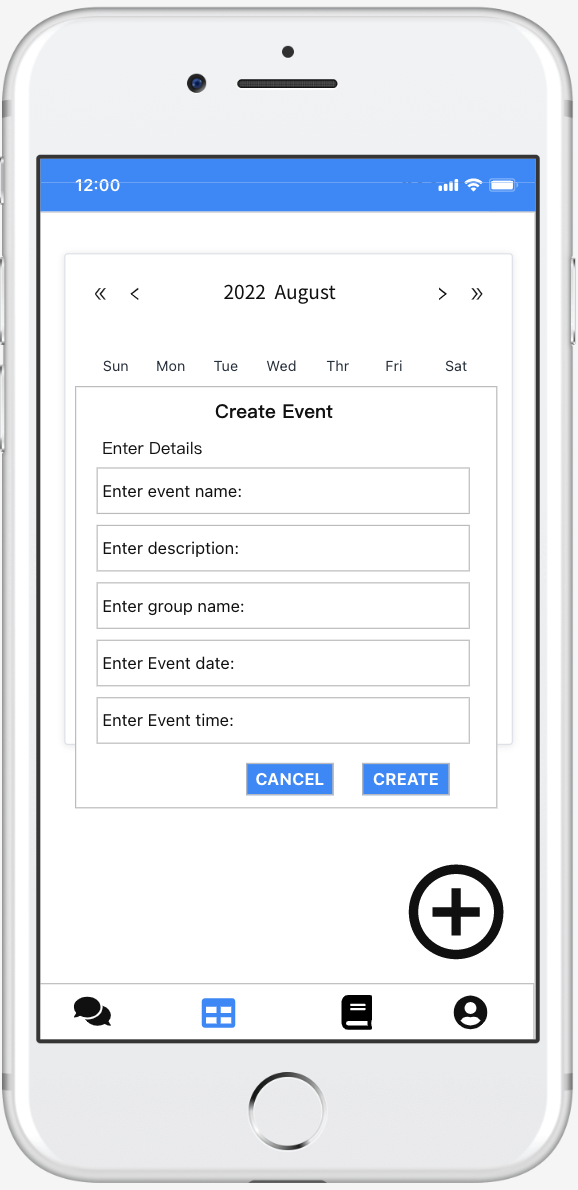 12:00
« < 2022 August > »
Sun Mon Tue Wed Thr Fri Sat
Create Event
Enter Details
Enter event name:
Enter description:
Enter group name:
Enter Event date:
Enter Event time:
CANCEL CREATE